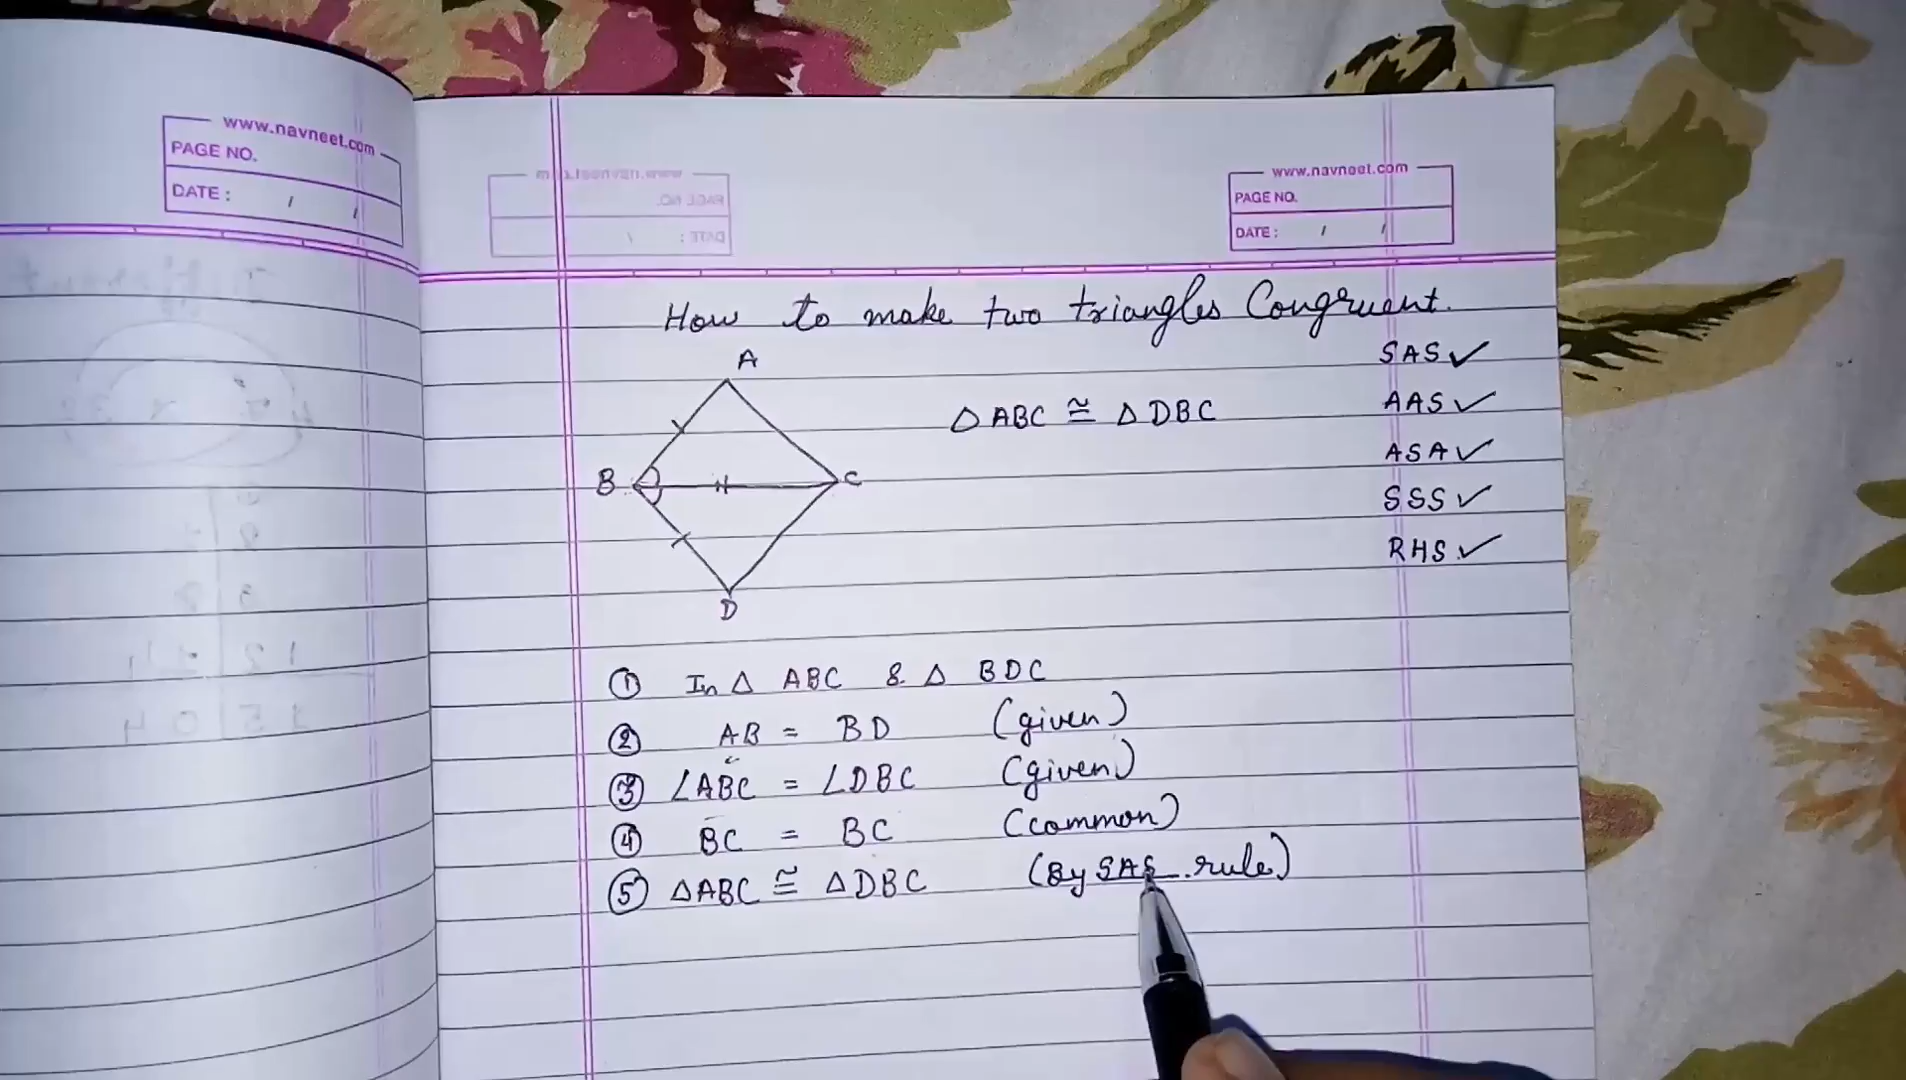 www.navneet.com
PAGE NO.
DATE : / /
www.navneet.com
PAGE NO.
DATE : / /
How to make two triangles Congruent.
SAS ✓
A
△ ABC ≅ △ DBC
AAS ✓
ASA ✓
B
C
SSS ✓
RHS ✓
D
① In △ ABC & △ BDC
② AB = BD (given)
③ ∠ABC = ∠DBC (given)
④ BC = BC (common)
⑤ △ABC ≅ △DBC (By SAS rule)